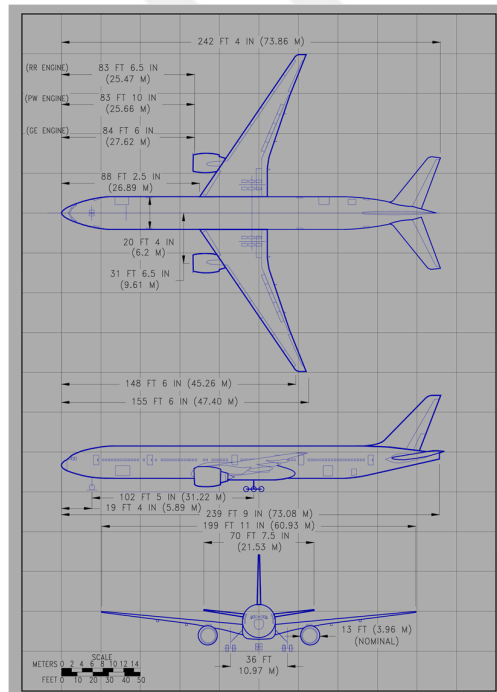 242 FT 4 IN (73.86 M)
(RR ENGINE)
83 FT 6.5 IN
(25.47 M)
(PW ENGINE)
83 FT 10 IN
(25.66 M)
(GE ENGINE)
84 FT 6 IN
(27.62 M)
88 FT 2.5 IN
(26.89 M)
20 FT 4 IN
(6.2 M)
31 FT 6.5 IN
(9.61 M)
148 FT 6 IN (45.26 M)
155 FT 6 IN (47.40 M)
102 FT 5 IN (31.22 M)
19 FT 4 IN (5.89 M)
239 FT 9 IN (73.08 M)
199 FT 11 IN (60.93 M)
70 FT 7.5 IN
(21.53 M)
13 FT (3.96 M)
(NOMINAL)
36 FT
10.97 M)
SCALE
METERS 0 2 4 6 8 10 12 14
FEET 0 10 20 30 40 50